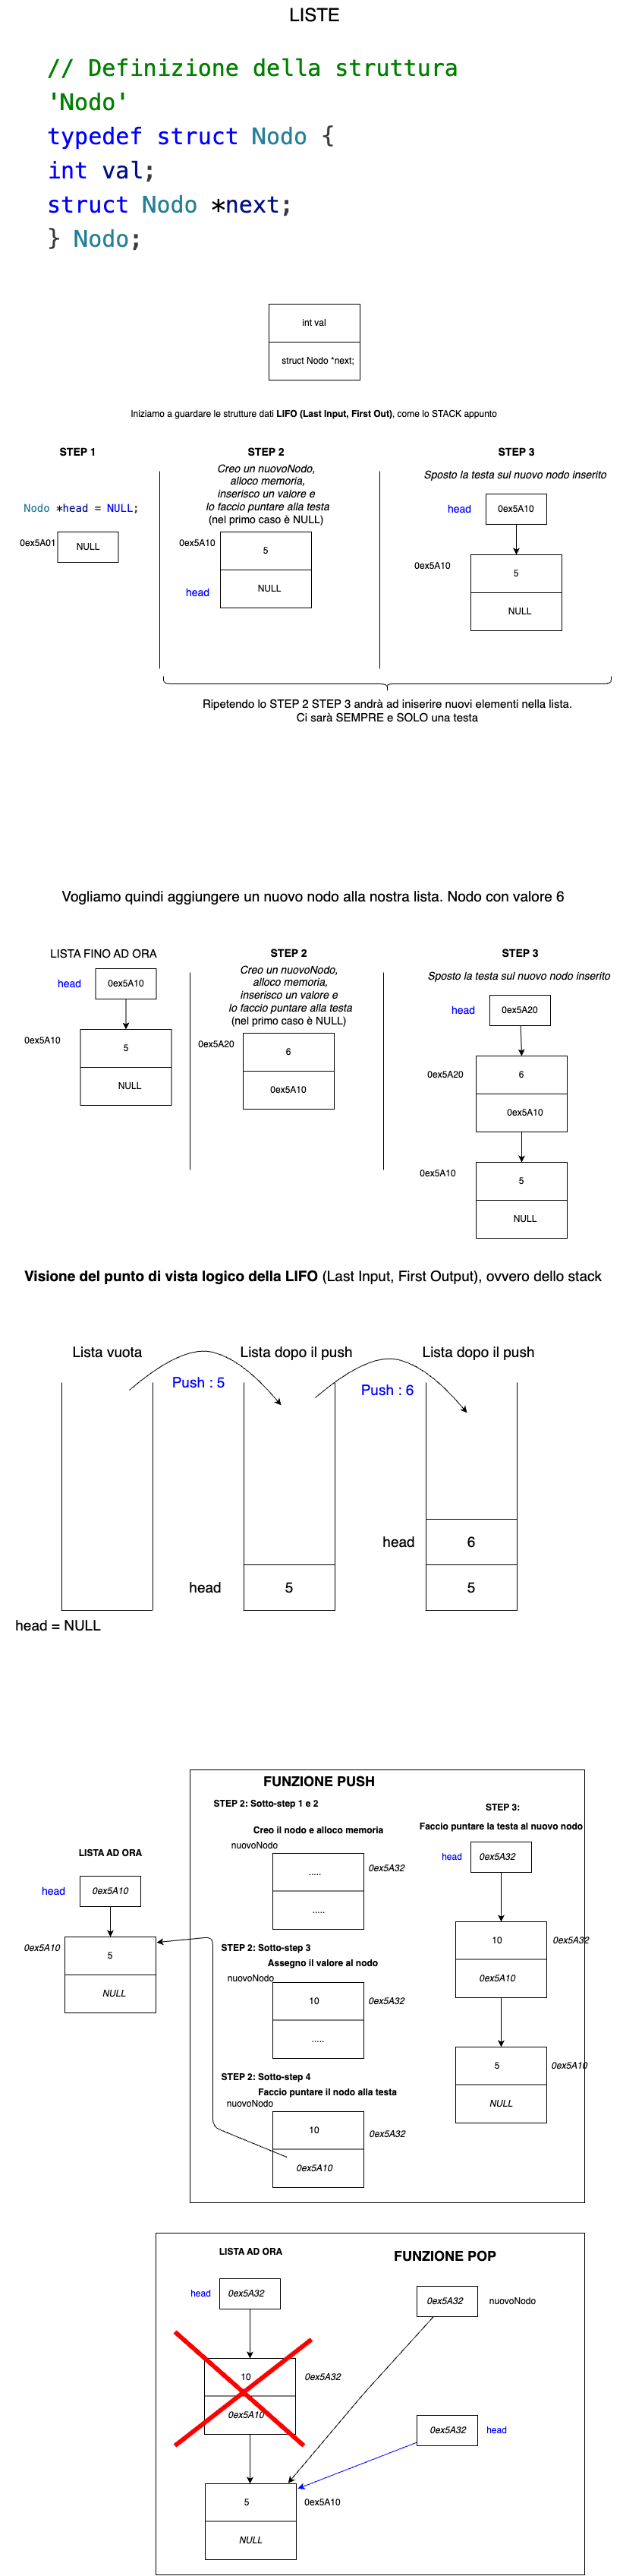 LISTE
// Definizione della struttura
'Nodo'
typedef struct Nodo {
int val;
struct Nodo *next;
} Nodo;
int val
struct Nodo *next;
Iniziamo a guardare le strutture dati LIFO (Last Input, First Out), come lo STACK appunto
STEP 1
Nodo *head = NULL;
0ex5A01
NULL
STEP 2
Creo un nuovoNodo,
alloco memoria,
inserisco un valore e
lo faccio puntare alla testa
(nel primo caso è NULL)
0ex5A10
5
head
NULL
STEP 3
Sposto la testa sul nuovo nodo inserito
head
0ex5A10
0ex5A10
5
NULL
Ripetendo lo STEP 2 STEP 3 andrà ad iniserire nuovi elementi nella lista.
Ci sarà SEMPRE e SOLO una testa
Vogliamo quindi aggiungere un nuovo nodo alla nostra lista. Nodo con valore 6
LISTA FINO AD ORA
head
0ex5A10
0ex5A10
5
NULL
STEP 2
Creo un nuovoNodo,
alloco memoria,
inserisco un valore e
lo faccio puntare alla testa
(nel primo caso è NULL)
0ex5A20
6
0ex5A10
STEP 3
Sposto la testa sul nuovo nodo inserito
head
0ex5A20
0ex5A20
6
0ex5A10
0ex5A10
5
NULL
Visione del punto di vista logico della LIFO (Last Input, First Output), ovvero dello stack
Lista vuota
Lista dopo il push
Lista dopo il push
Push : 5
Push : 6
head
6
head
5
5
head = NULL
FUNZIONE PUSH
LISTA AD ORA
head
0ex5A10
0ex5A10
5
NULL
STEP 2: Sotto-step 1 e 2
Creo il nodo e alloco memoria
nuovoNodo
.....
0ex5A32
.....
STEP 2: Sotto-step 3
Assegno il valore al nodo
nuovoNodo
10
0ex5A32
.....
STEP 2: Sotto-step 4
Faccio puntare il nodo alla testa
nuovoNodo
10
0ex5A32
0ex5A10
STEP 3:
Faccio puntare la testa al nuovo nodo
head
0ex5A32
10
0ex5A32
0ex5A10
5
0ex5A10
NULL
LISTA AD ORA
FUNZIONE POP
head
0ex5A32
0ex5A32
nuovoNodo
10
0ex5A32
0ex5A10
0ex5A32
head
5
0ex5A10
NULL